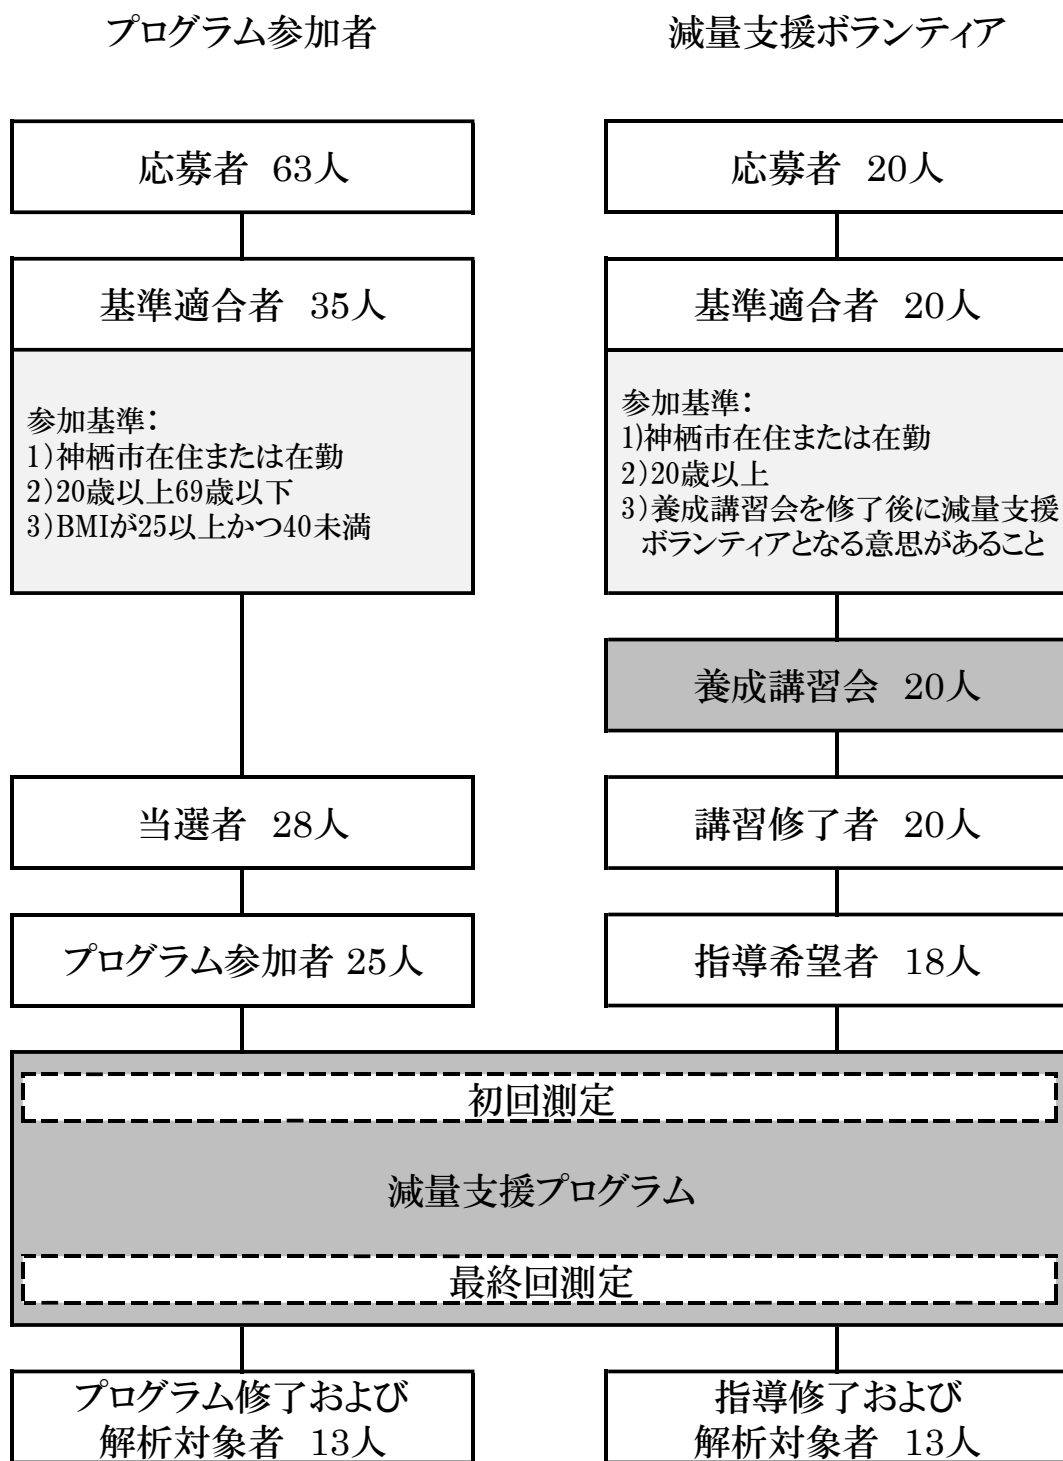 プログラム参加者
減量支援ボランティア
応募者 63人
応募者 20人
基準適合者 35人
基準適合者 20人
参加基準:
1)神栖市在住または在勤
2)20歳以上69歳以下
3)BMIが25以上かつ40未満
参加基準:
1)神栖市在住または在勤
2)20歳以上
3)養成講習会を修了後に減量支援
ボランティアとなる意思があること
養成講習会 20人
当選者 28人
講習修了者 20人
プログラム参加者 25人
指導希望者 18人
初回測定
減量支援プログラム
最終回測定
プログラム修了および
解析対象者 13人
指導修了および
解析対象者 13人